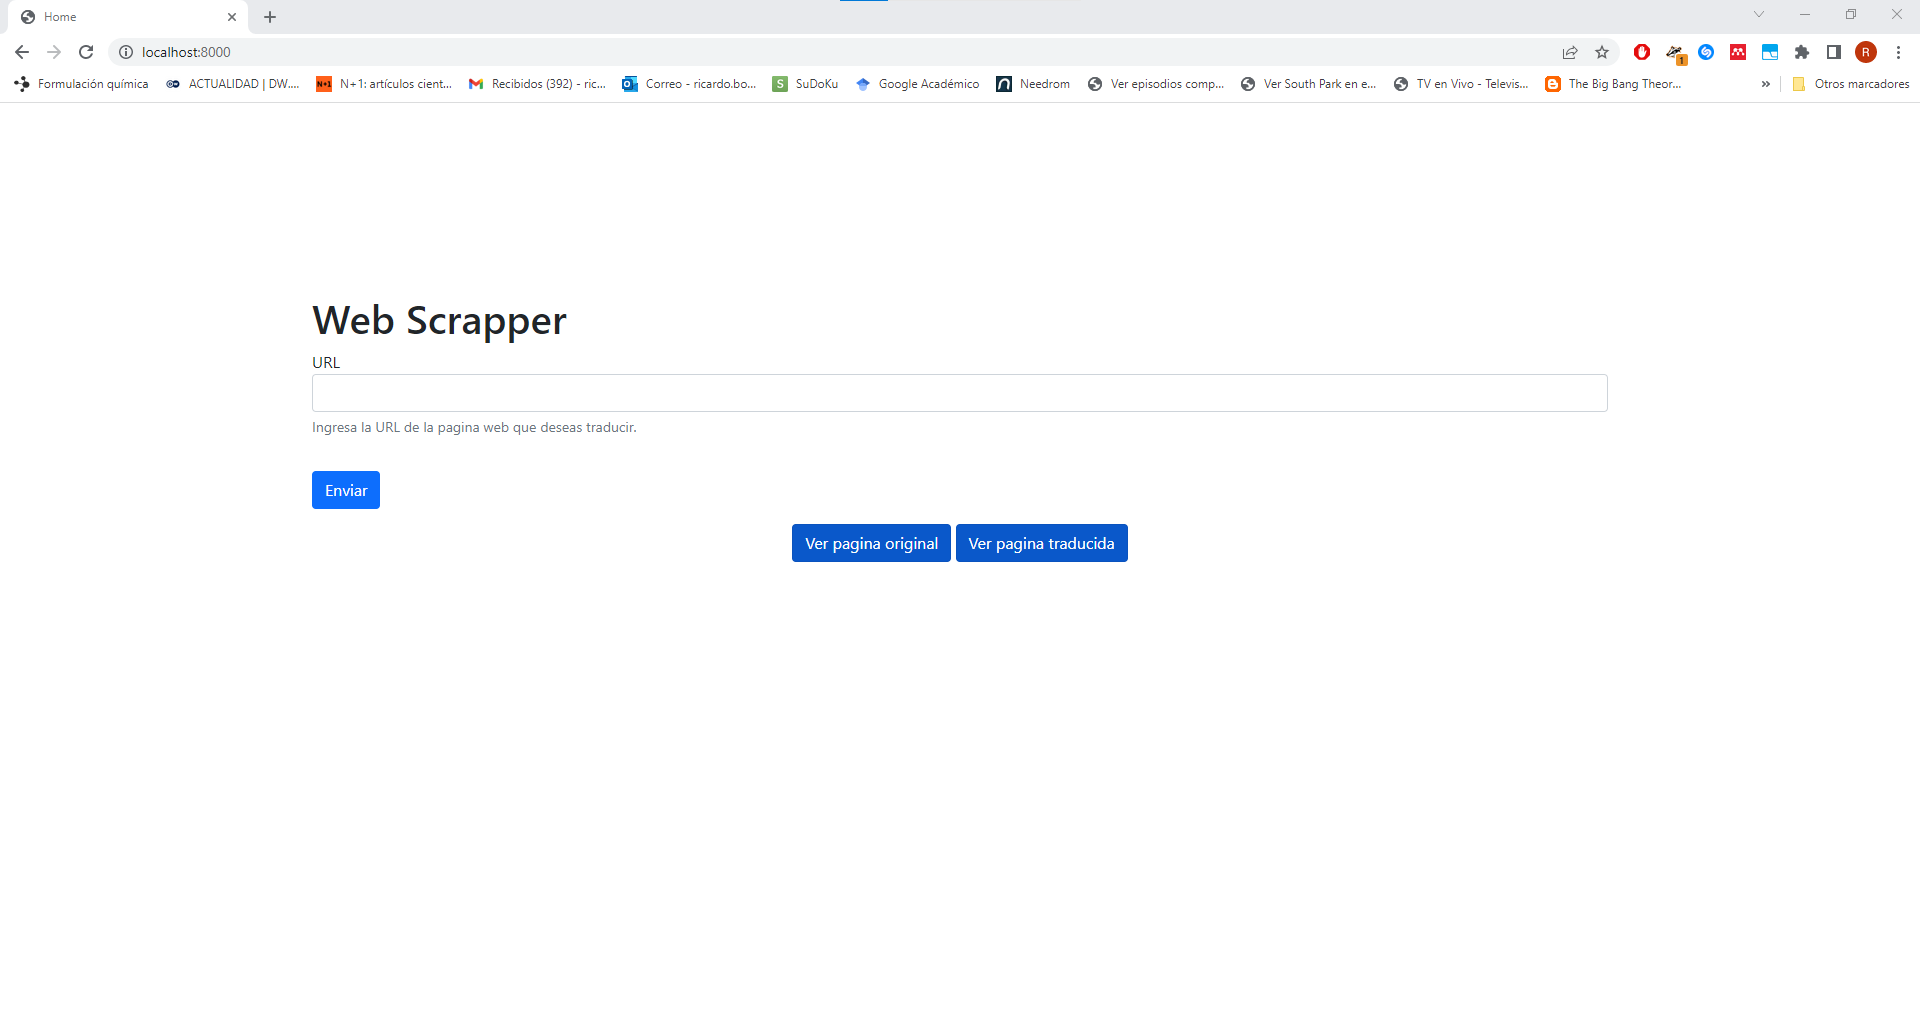 Home
localhost:8000
1
R
Formulación química
ACTUALIDAD | DW....
N+1 N+1: artículos cient...
Recibidos (392) - ric...
Correo - ricardo.bo...
S SuDoKu
Google Académico
Needrom
Ver episodios comp...
Ver South Park en e...
TV en Vivo - Televis...
The Big Bang Theor...
»
Otros marcadores
Web Scrapper
URL
Ingresa la URL de la pagina web que deseas traducir.
Enviar
Ver pagina original
Ver pagina traducida